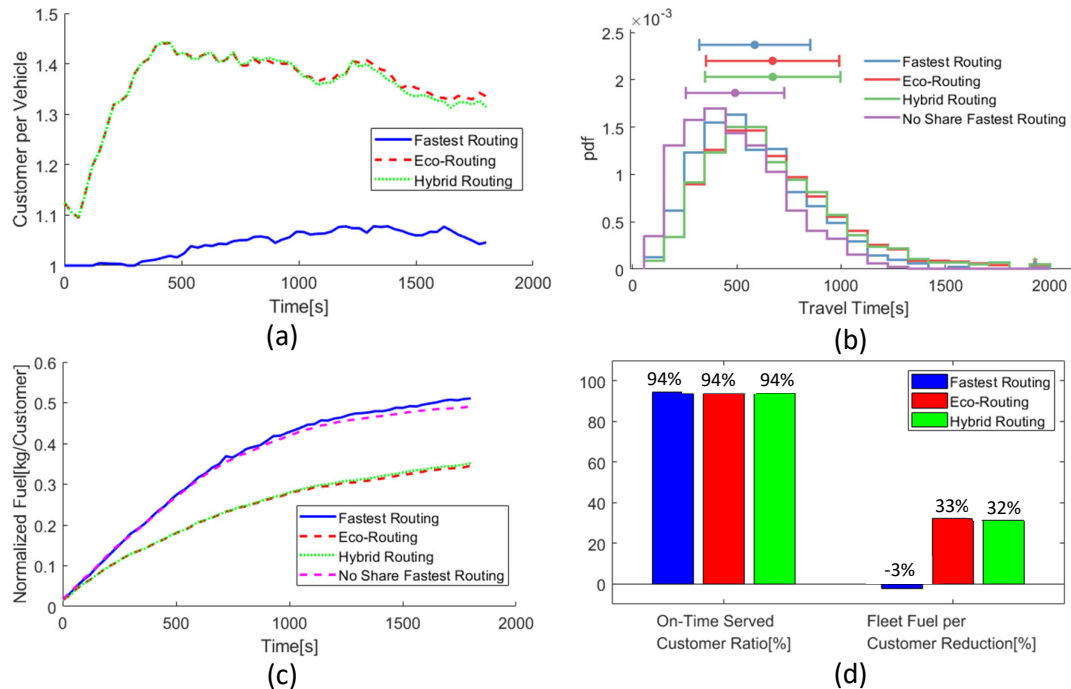 1.5
1.4
1.3
1.2
1.1
1
Customer per Vehicle
Fastest Routing
Eco-Routing
Hybrid Routing
0 500 1000 1500 2000
Time[s]
(a)
×10⁻³
2.5
2
1.5
1
0.5
0
pdf
Fastest Routing
Eco-Routing
Hybrid Routing
No Share Fastest Routing
0 500 1000 1500 2000
Travel Time[s]
(b)
0.6
0.5
0.4
0.3
0.2
0.1
0
Normalized Fuel[kg/Customer]
Fastest Routing
Eco-Routing
Hybrid Routing
No Share Fastest Routing
0 500 1000 1500 2000
Time[s]
(c)
100
80
60
40
20
0
94% 94% 94%
-3% 33% 32%
Fastest Routing
Eco-Routing
Hybrid Routing
On-Time Served
Customer Ratio[%]
Fleet Fuel per
Customer Reduction[%]
(d)